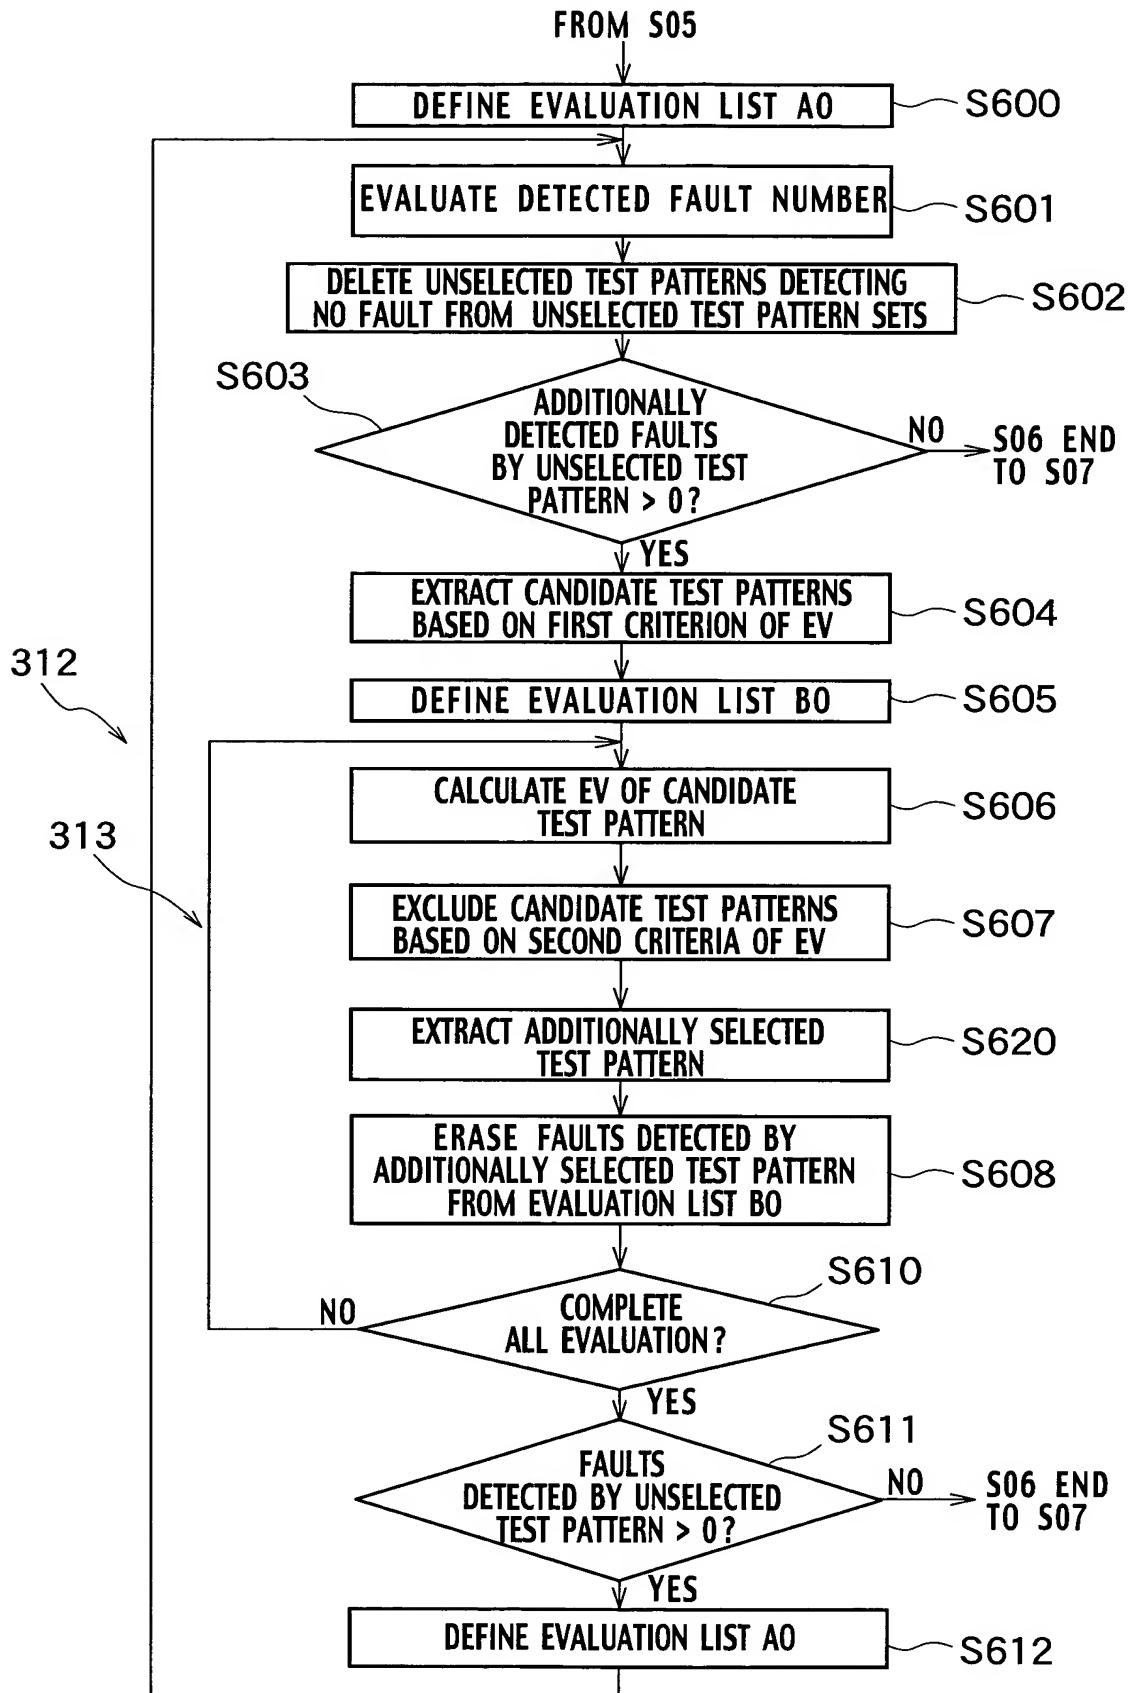 FROM S05
DEFINE EVALUATION LIST A0
S600
EVALUATE DETECTED FAULT NUMBER
S601
DELETE UNSELECTED TEST PATTERNS DETECTING
NO FAULT FROM UNSELECTED TEST PATTERN SETS
S602
S603
ADDITIONALLY
DETECTED FAULTS
BY UNSELECTED TEST
PATTERN > 0?
NO
S06 END
TO S07
YES
EXTRACT CANDIDATE TEST PATTERNS
BASED ON FIRST CRITERION OF EV
S604
312
DEFINE EVALUATION LIST B0
S605
CALCULATE EV OF CANDIDATE
TEST PATTERN
S606
313
EXCLUDE CANDIDATE TEST PATTERNS
BASED ON SECOND CRITERIA OF EV
S607
EXTRACT ADDITIONALLY SELECTED
TEST PATTERN
S620
ERASE FAULTS DETECTED BY
ADDITIONALLY SELECTED TEST PATTERN
FROM EVALUATION LIST B0
S608
S610
NO
COMPLETE
ALL EVALUATION?
YES
S611
FAULTS
DETECTED BY UNSELECTED
TEST PATTERN > 0?
NO
S06 END
TO S07
YES
DEFINE EVALUATION LIST A0
S612